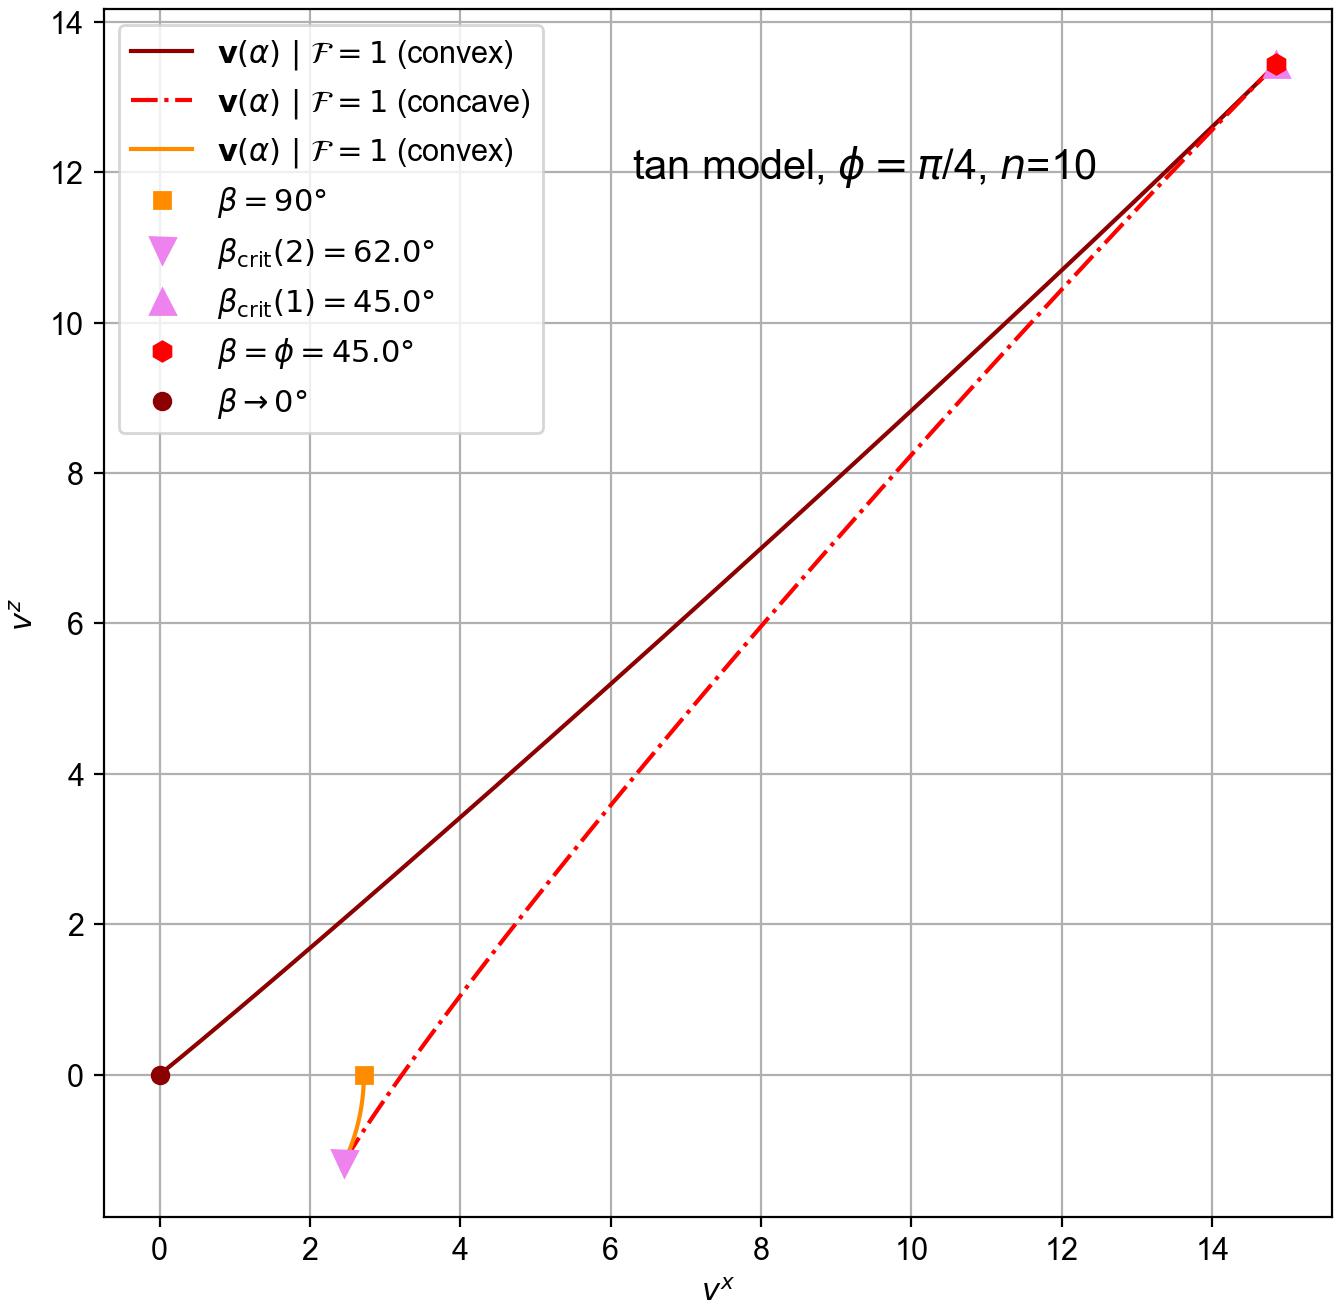 14
12
10
8
6
4
2
0
v^z
𝐯(α) | ℱ = 1 (convex)
𝐯(α) | ℱ = 1 (concave)
𝐯(α) | ℱ = 1 (convex)
β = 90°
β_crit(2) = 62.0°
β_crit(1) = 45.0°
β = ϕ = 45.0°
β → 0°
tan model, ϕ = π/4, n=10
0 2 4 6 8 10 12 14
v^x